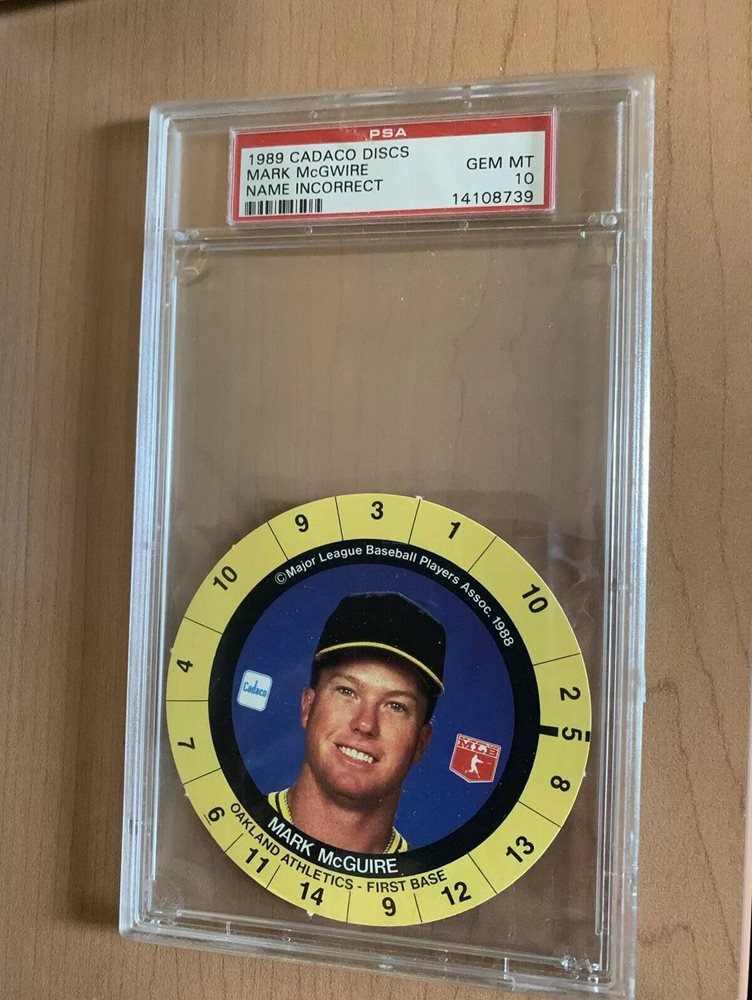 PSA
1989 CADACO DISCS
MARK McGWIRE
NAME INCORRECT
GEM MT
10
14108739
9 3 1 10 2 5 8 13 12 9 14 11 6 7 4 10
©Major League Baseball Players Assoc. 1988
Cadaco
MLB
MARK McGUIRE
OAKLAND ATHLETICS - FIRST BASE